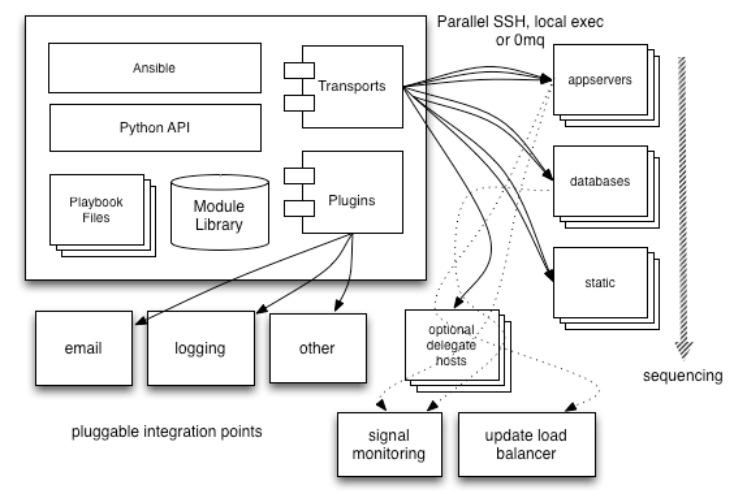 Parallel SSH, local exec
or 0mq
Ansible
Transports
appservers
Python API
databases
Playbook
Files
Module
Library
Plugins
static
email
logging
other
optional
delegate
hosts
sequencing
pluggable integration points
signal
monitoring
update load
balancer